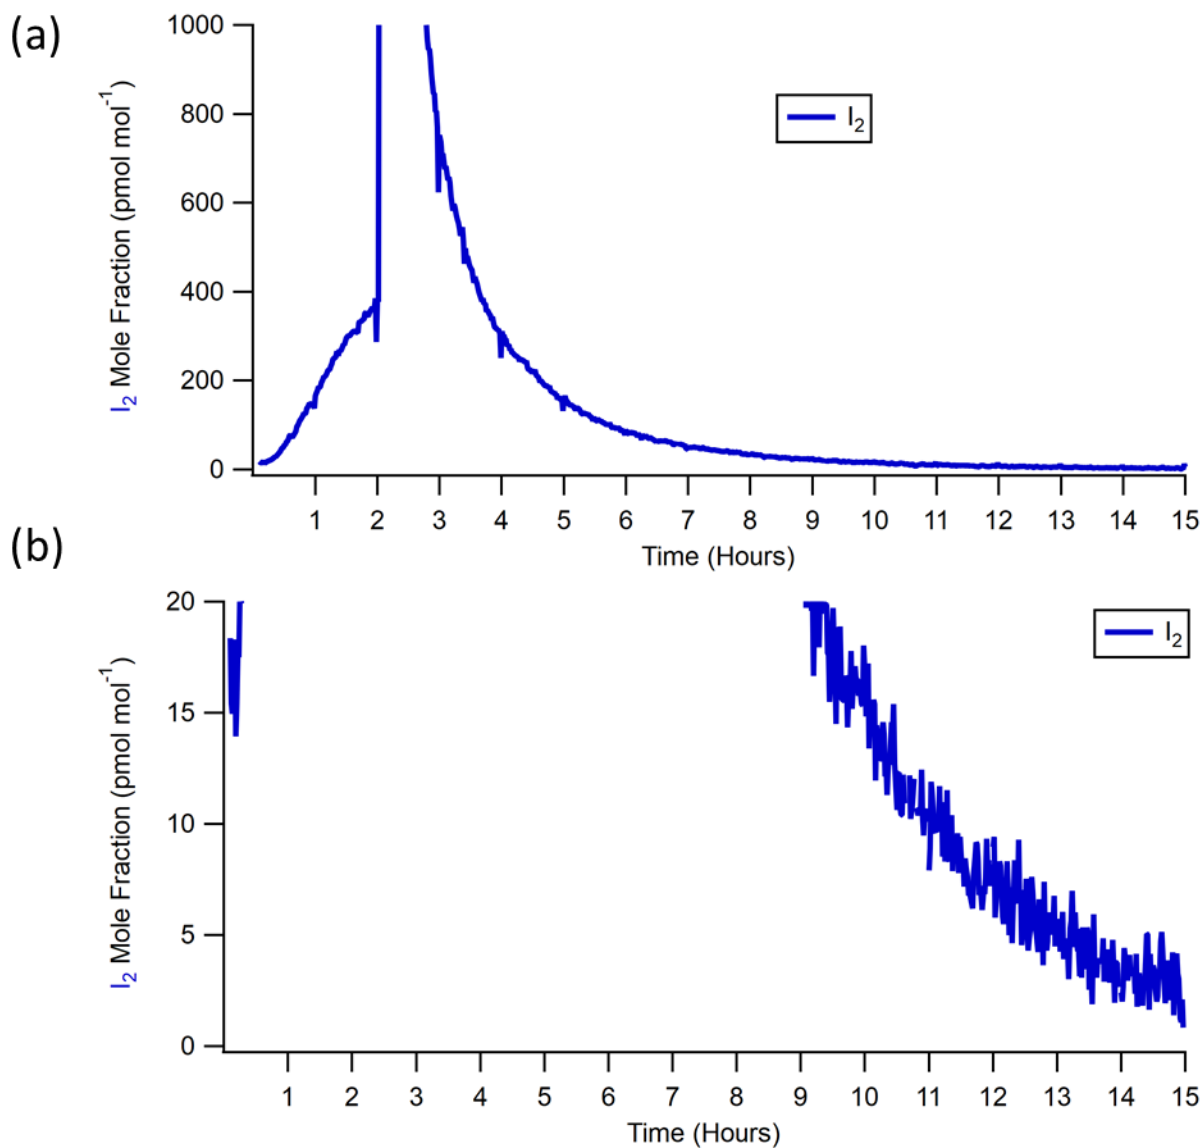 (a)
I₂ Mole Fraction (pmol mol⁻¹)
1000
800
600
400
200
0
I₂
1 2 3 4 5 6 7 8 9 10 11 12 13 14 15
Time (Hours)
(b)
I₂ Mole Fraction (pmol mol⁻¹)
20
15
10
5
0
I₂
1 2 3 4 5 6 7 8 9 10 11 12 13 14 15
Time (Hours)